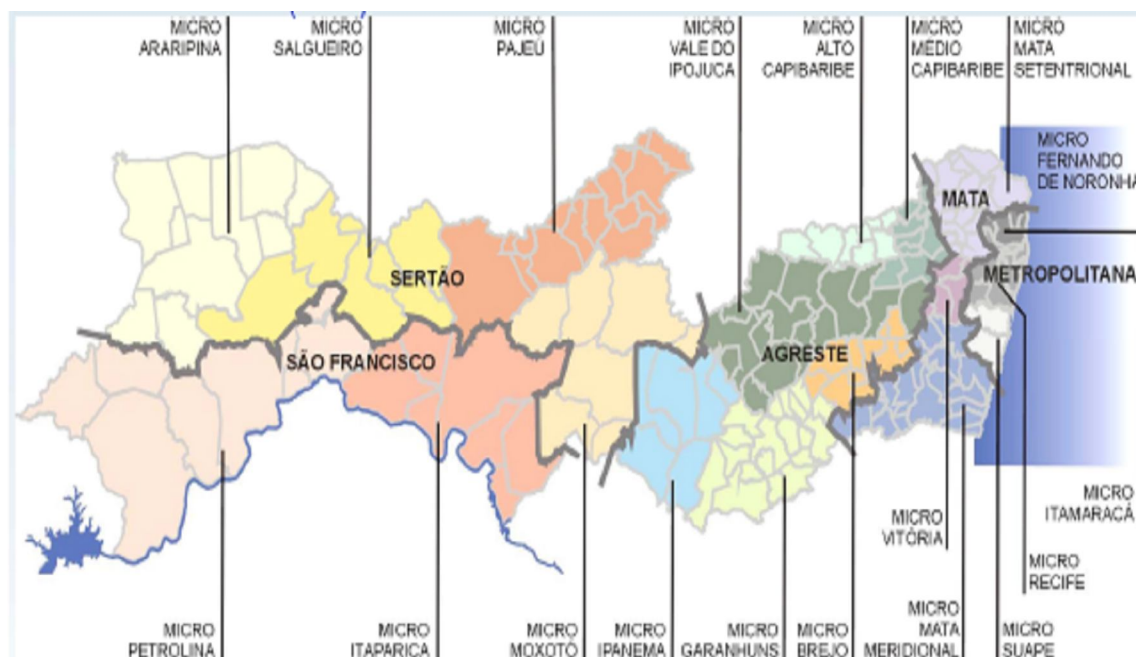 MICRO
ARARIPINA
MICRO
SALGUEIRO
MICRO
PAJEÚ
MICRO
VALE DO
IPOJUCA
MICRO
ALTO
CAPIBARIBE
MICRO
MÉDIO
CAPIBARIBE
MICRO
MATA
SETENTRIONAL
MICRO
FERNANDO
DE NORONHA
MATA
METROPOLITANA
SERTÃO
SÃO FRANCISCO
AGRESTE
MICRO
ITAMARACÁ
MICRO
VITÓRIA
MICRO
RECIFE
MICRO
PETROLINA
MICRO
ITAPARICA
MICRO
MOXOTÓ
MICRO
IPANEMA
MICRO
GARANHUNS
MICRO
BREJO
MICRO
MATA
MERIDIONAL
MICRO
SUAPE